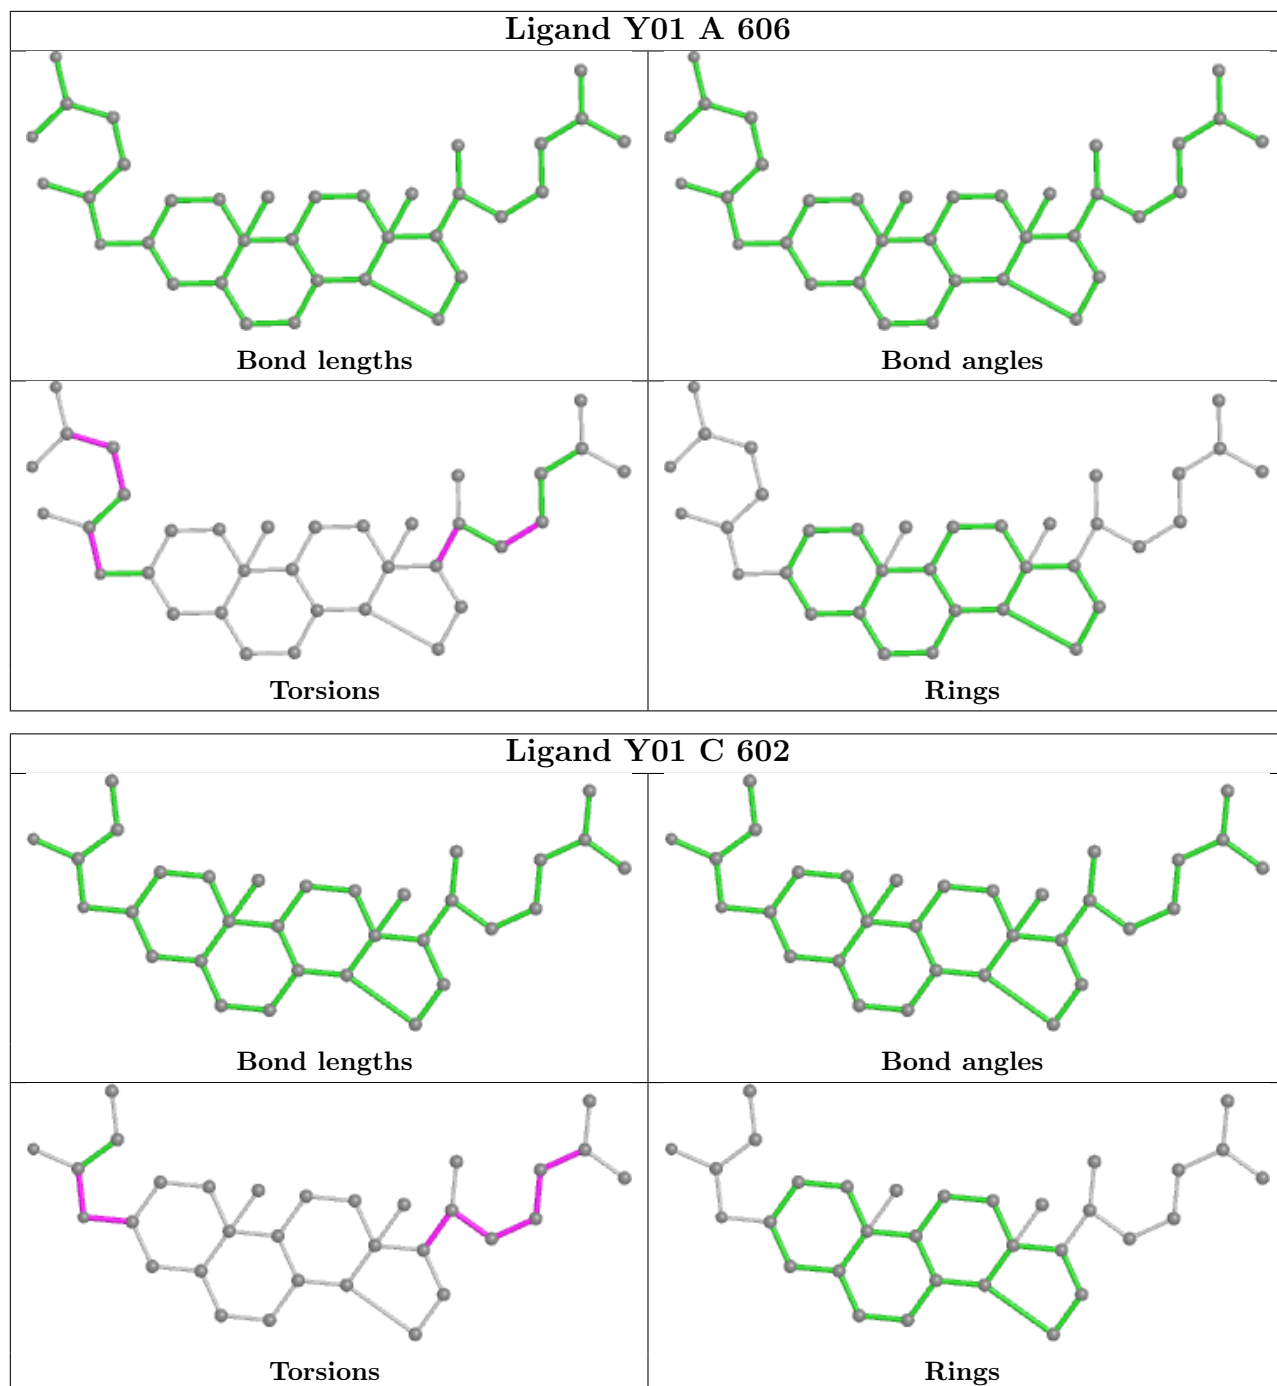 Ligand Y01 A 606
Bond lengths
Bond angles
Torsions
Rings
Ligand Y01 C 602
Bond lengths
Bond angles
Torsions
Rings